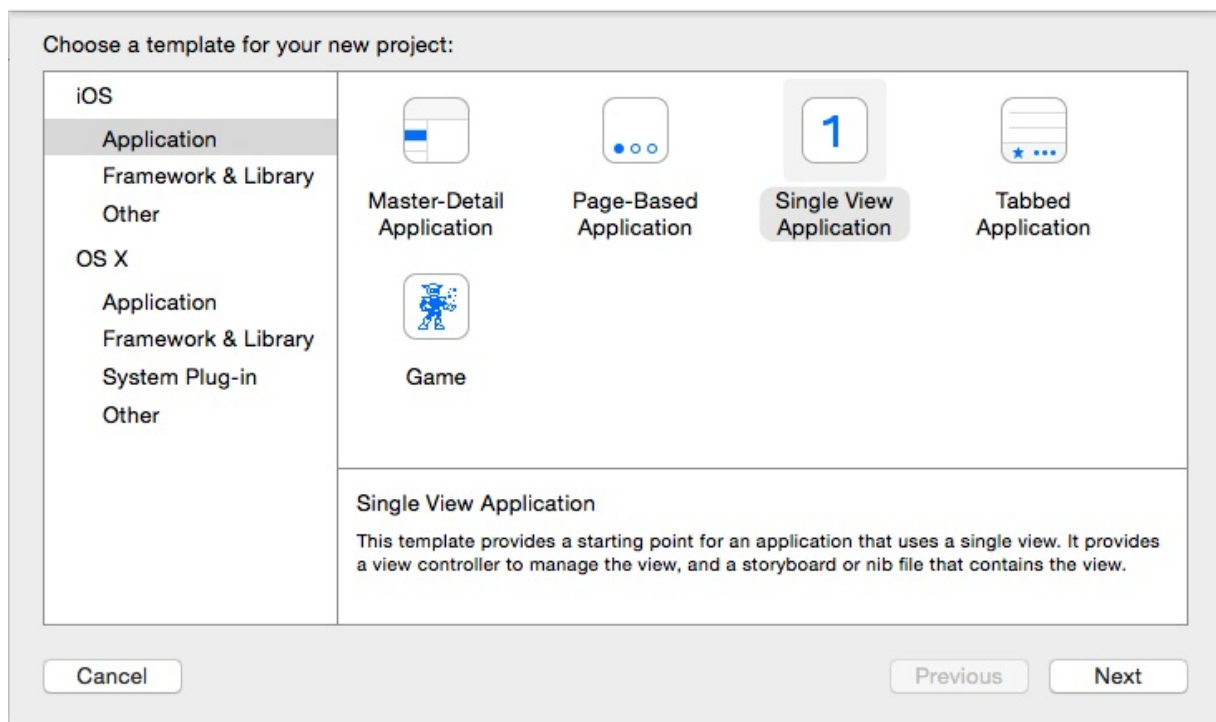 Choose a template for your new project:
iOS
Application
Framework & Library
Other
OS X
Application
Framework & Library
System Plug-in
Other
Master-Detail
Application
Page-Based
Application
1
Single View
Application
Tabbed
Application
Game
Single View Application
This template provides a starting point for an application that uses a single view. It provides
a view controller to manage the view, and a storyboard or nib file that contains the view.
Cancel
Previous
Next